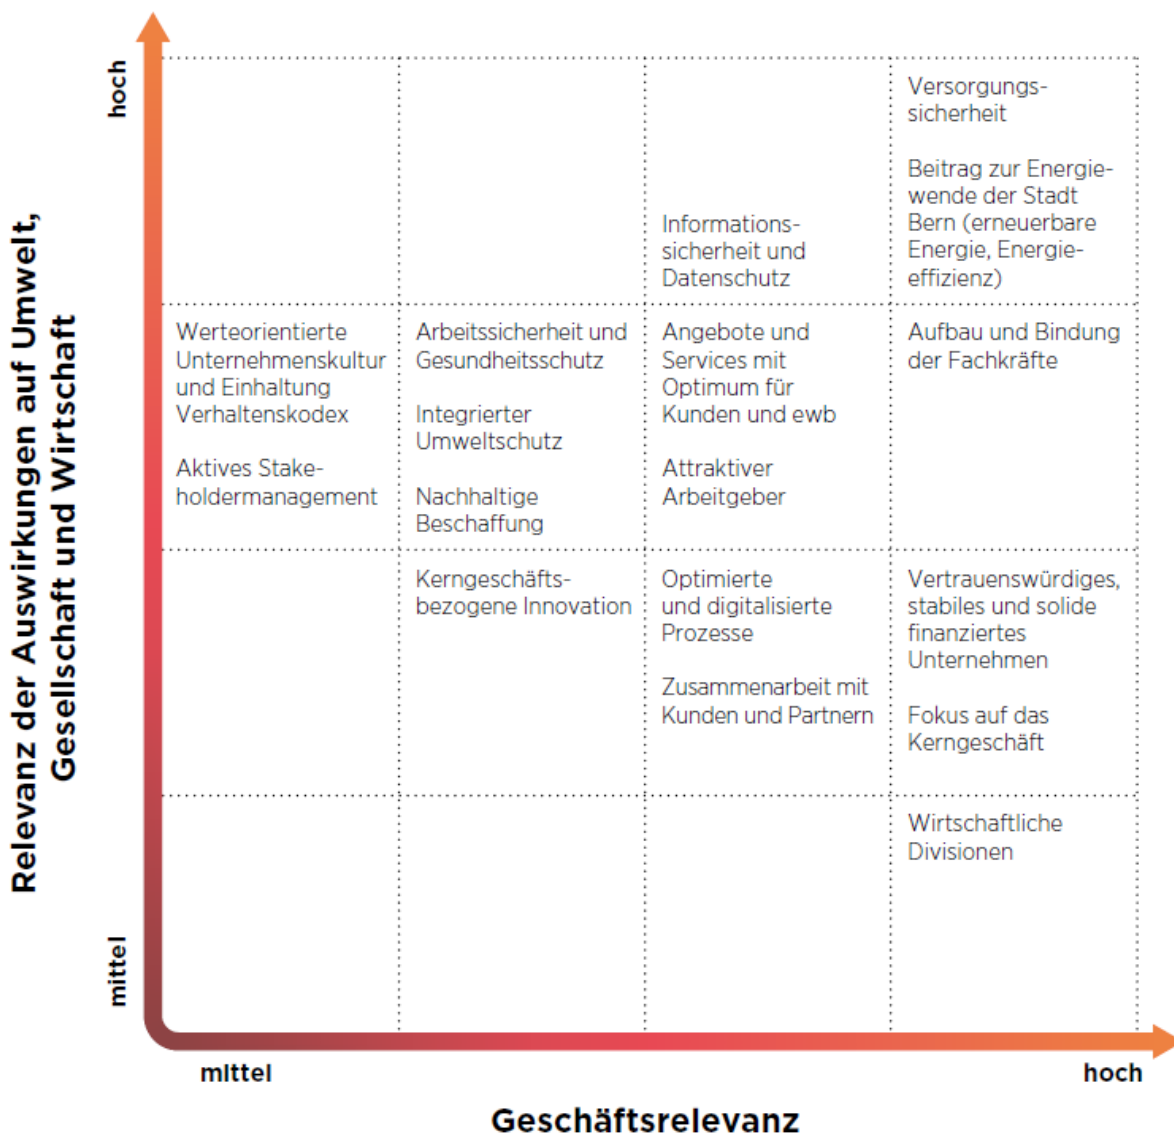 hoch
Relevanz der Auswirkungen auf Umwelt,
Gesellschaft und Wirtschaft
mittel
Versorgungs-
sicherheit
Beitrag zur Energie-
wende der Stadt
Bern (erneuerbare
Energie, Energie-
effizienz)
Informations-
sicherheit und
Datenschutz
Werteorientierte
Unternehmenskultur
und Einhaltung
Verhaltenskodex
Aktives Stake-
holdermanagement
Arbeitssicherheit und
Gesundheitsschutz
Integrierter
Umweltschutz
Nachhaltige
Beschaffung
Angebote und
Services mit
Optimum für
Kunden und ewb
Attraktiver
Arbeitgeber
Aufbau und Bindung
der Fachkräfte
Kerngeschäfts-
bezogene Innovation
Optimierte
und digitalisierte
Prozesse
Zusammenarbeit mit
Kunden und Partnern
Vertrauenswürdiges,
stabiles und solide
finanziertes
Unternehmen
Fokus auf das
Kerngeschäft
Wirtschaftliche
Divisionen
mittel
hoch
Geschäftsrelevanz